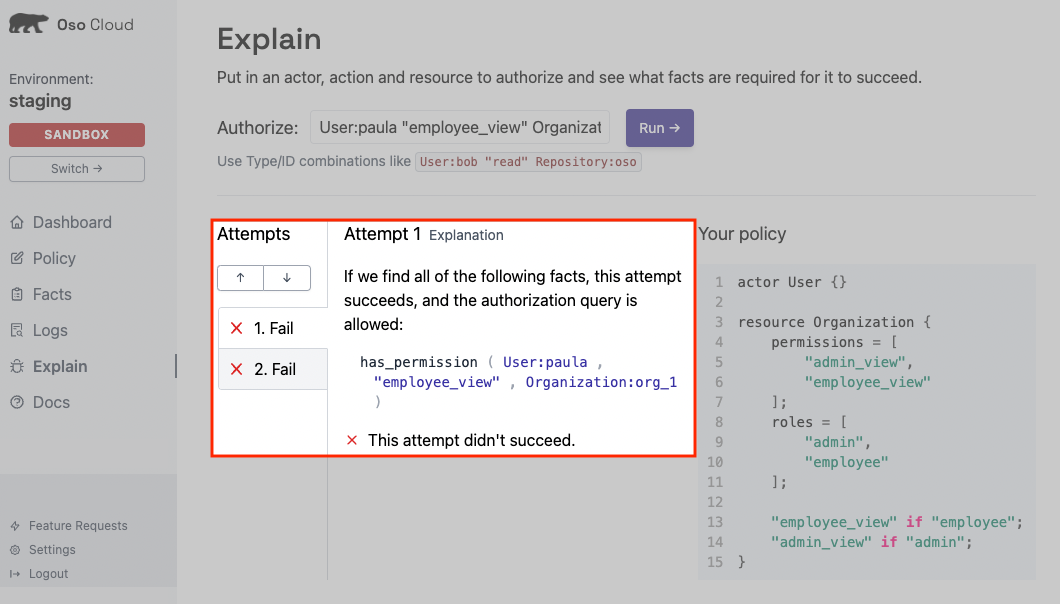 Oso Cloud
Environment:
staging
SANDBOX
Switch →
Dashboard
Policy
Facts
Logs
Explain
Docs
Feature Requests
Settings
Logout
Explain
Put in an actor, action and resource to authorize and see what facts are required for it to succeed.
Authorize: User:paula "employee_view" Organizat Run →
Use Type/ID combinations like User:bob "read" Repository:oso
Attempts
↑ ↓
1. Fail
2. Fail
Attempt 1 Explanation
If we find all of the following facts, this attempt
succeeds, and the authorization query is
allowed:
has_permission ( User:paula ,
"employee_view" , Organization:org_1
)
This attempt didn't succeed.
Your policy
1 actor User {}
2
3 resource Organization {
4 permissions = [
5 "admin_view",
6 "employee_view"
7 ];
8 roles = [
9 "admin",
10 "employee"
11 ];
12
13 "employee_view" if "employee";
14 "admin_view" if "admin";
15 }